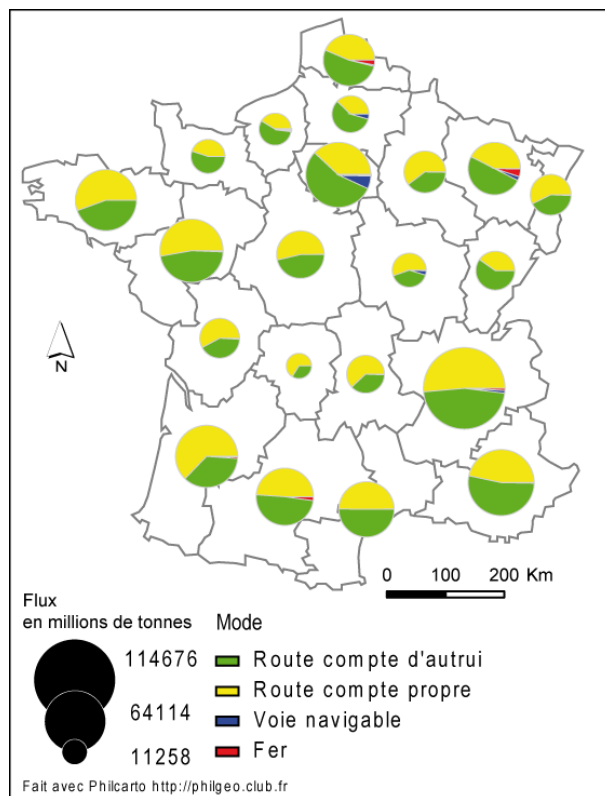 N
0 100 200 Km
Flux
en millions de tonnes
114676
64114
11258
Mode
Route compte d'autrui
Route compte propre
Voie navigable
Fer
Fait avec Philcarto http://philgeo.club.fr